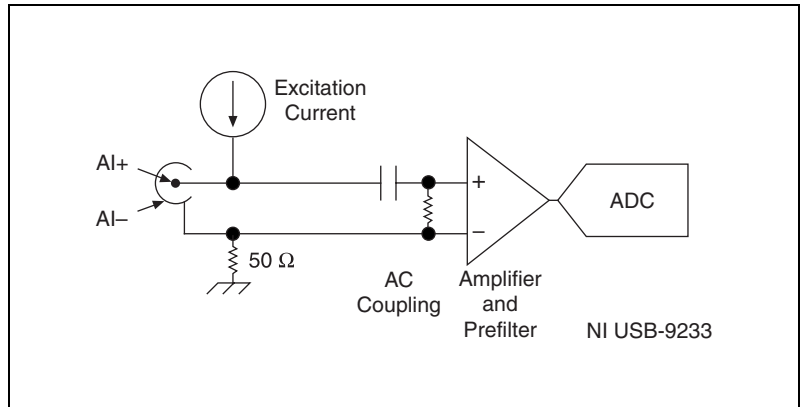 Excitation
Current
AI+
AI–
+
–
ADC
50 Ω
AC
Coupling
Amplifier
and
Prefilter
NI USB-9233